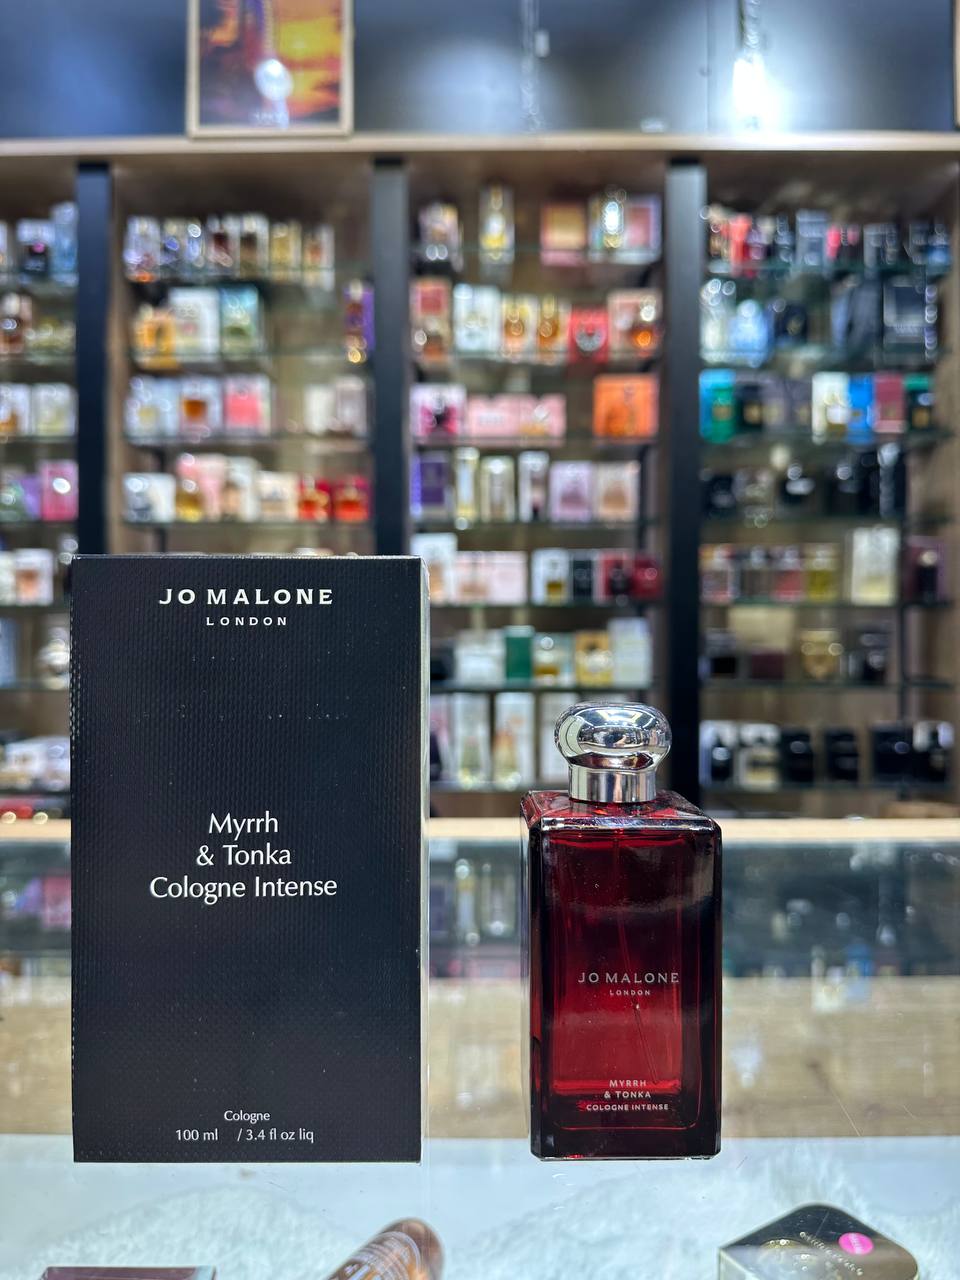 JO MALONE
LONDON
Myrrh
& Tonka
Cologne Intense
Cologne
100 ml / 3.4 fl oz liq
JO MALONE
LONDON
MYRRH
& TONKA
COLOGNE INTENSE